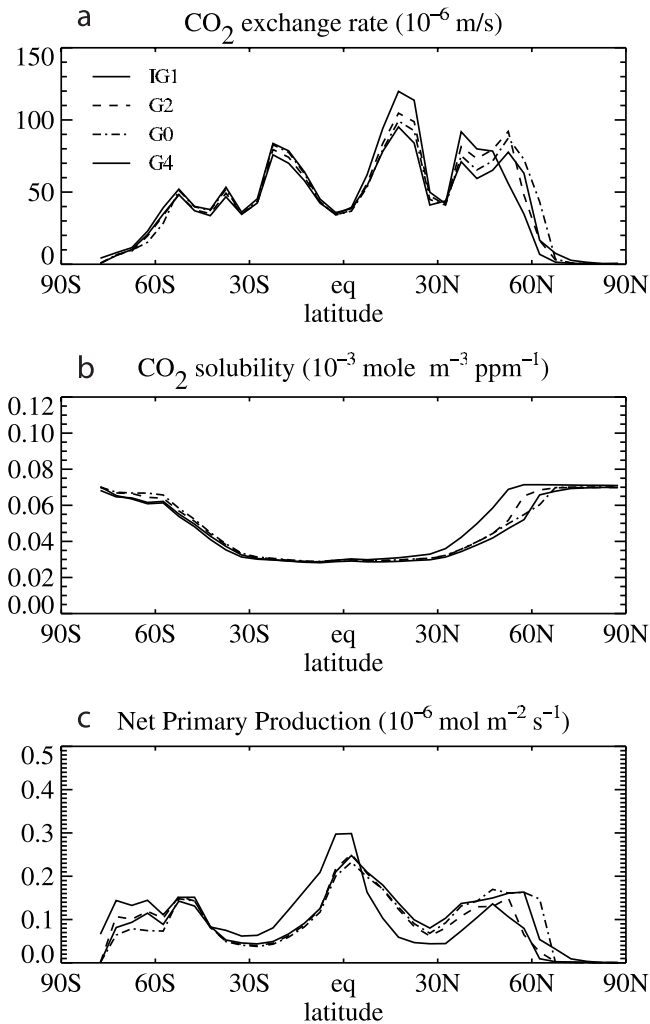 a CO2 exchange rate (10−6 m/s)
150
IG1
G2
100
G0
G4
50
0
90S 60S 30S eq 30N 60N 90N
latitude
b CO2 solubility (10−3 mole m−3 ppm−1)
0.12
0.10
0.08
0.06
0.04
0.02
0.00
90S 60S 30S eq 30N 60N 90N
latitude
c Net Primary Production (10−6 mol m−2 s−1)
0.5
0.4
0.3
0.2
0.1
0.0
90S 60S 30S eq 30N 60N 90N
latitude